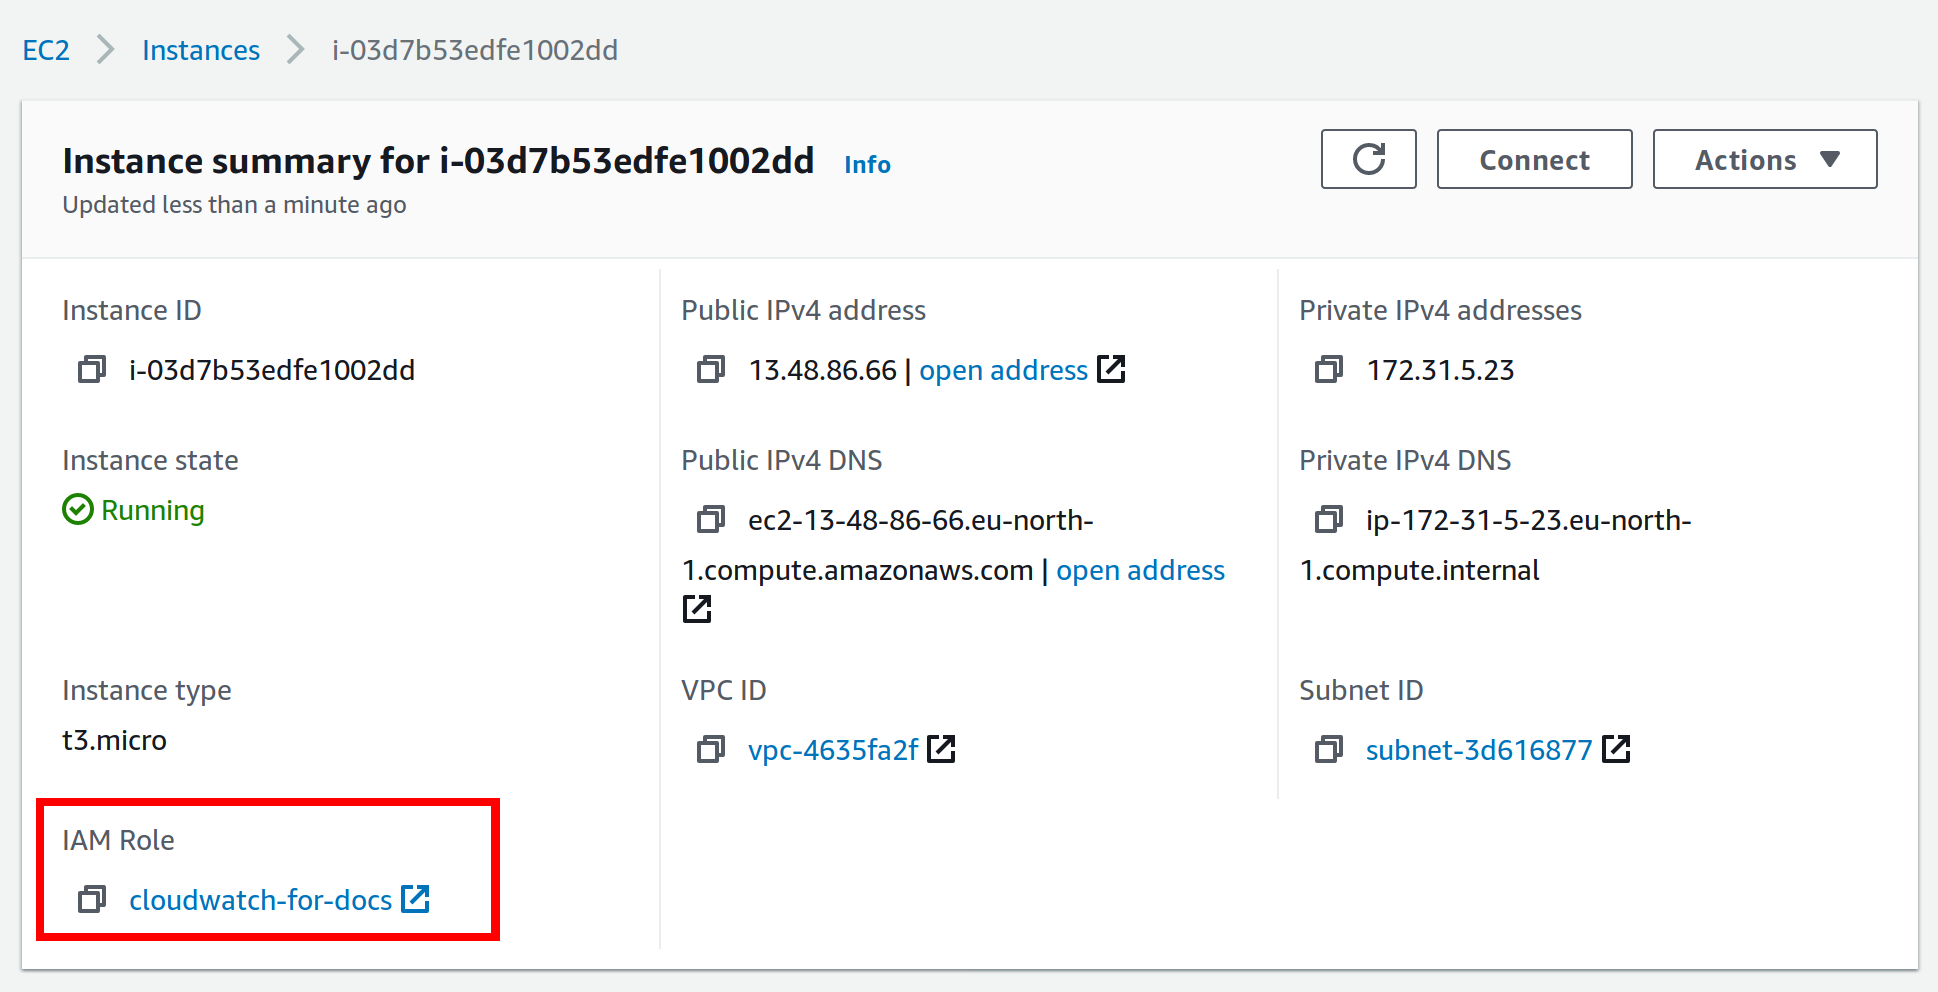 EC2 Instances i-03d7b53edfe1002dd
Instance summary for i-03d7b53edfe1002dd Info
Updated less than a minute ago
Connect
Actions
Instance ID
i-03d7b53edfe1002dd
Public IPv4 address
13.48.86.66 | open address
Private IPv4 addresses
172.31.5.23
Instance state
Running
Public IPv4 DNS
ec2-13-48-86-66.eu-north-
1.compute.amazonaws.com | open address
Private IPv4 DNS
ip-172-31-5-23.eu-north-
1.compute.internal
Instance type
t3.micro
VPC ID
vpc-4635fa2f
Subnet ID
subnet-3d616877
IAM Role
cloudwatch-for-docs